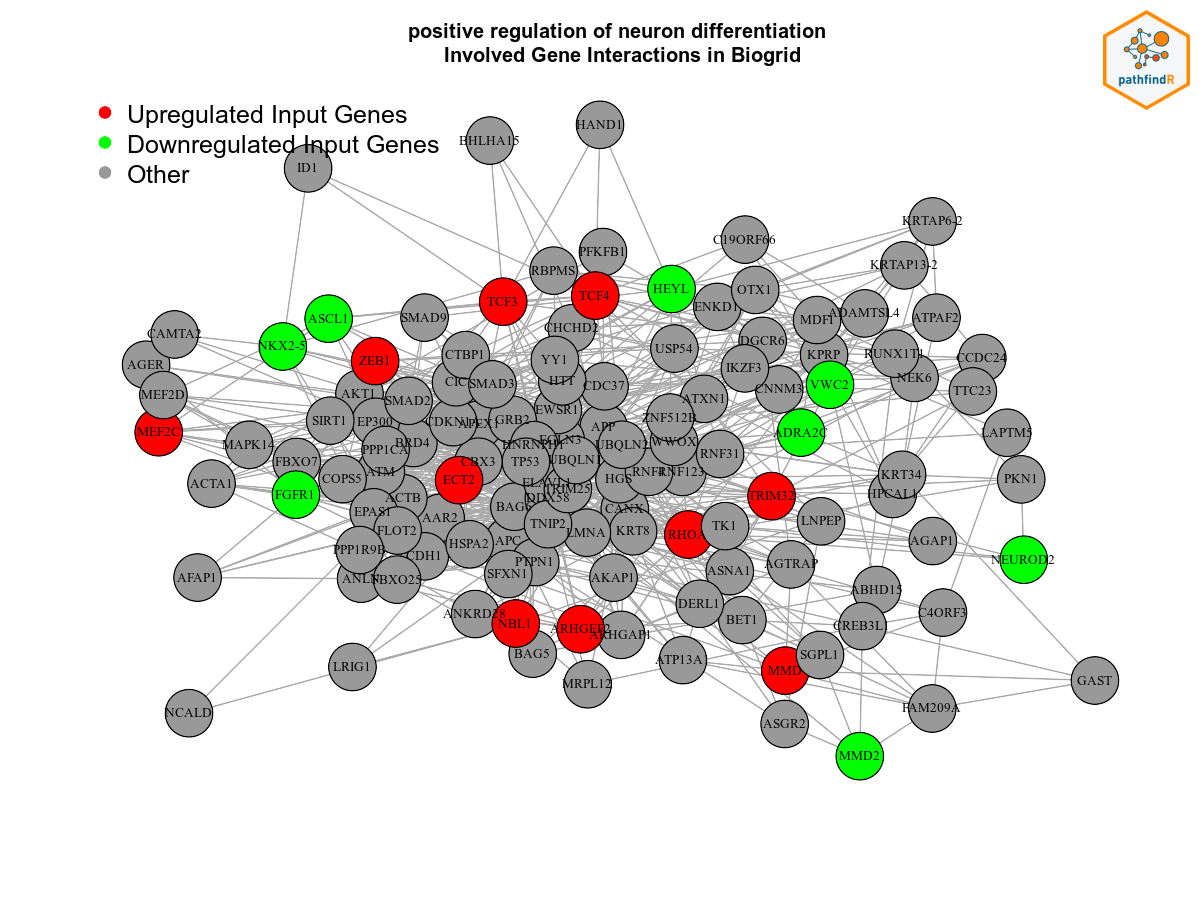 positive regulation of neuron differentiation
Involved Gene Interactions in Biogrid
pathfindR
Upregulated Input Genes
Downregulated Input Genes
Other
HAND1
BHLHA15
ID1
KRTAP6-2
C19ORF66
PFKFB1
KRTAP13-2
RBPMS
HEYL
OTX1
TCF3
TCF4
ENKD1
ADAMTSL4
ATPAF2
ASCL1
SMAD9
MDFI
CHCHD2
CAMTA2
NKX2-5
USP54
DGCR6
KPRP
RUNX1T1
CCDC24
AGER
ZEB1
CTBP1
YY1
IKZF3
NEK6
MEF2D
AKT1
CIC
SMAD3
HTT
CDC37
CNNM3
VWC2
TTC23
SMAD2
ATXN1
SIRT1
EP300
CDKN1
APEX1
GRB2
EWSR1
APP
ZNF512B
MEF2C
ADRA2C
LAPTM5
MAPK14
PPP1CA
BRD4
HNRNPH1
EGLN3
UBQLN2
WWOX
FBXO7
CBX3
TP53
UBQLN1
RNF31
ACTA1
COPS5
ATM
ECT2
ELAVL1
HGS
RNF4
RNF123
KRT34
PKN1
FGFR1
ACTB
DDX58
TRIM25
TRIM32
HPCAL1
EPAS1
AAR2
BAG6
CANX
LNPEP
FLOT2
TNIP2
LMNA
KRT8
RHOA
TK1
PPP1R9B
CDH1
HSPA2
APC
AGAP1
NEUROD2
AFAP1
ANLN
FBXO25
SFXN1
PTPN1
AKAP1
ASNA1
AGTRAP
ABHD15
ANKRD28
NBL1
ARHGEF2
ARHGAP1
DERL1
BET1
CREB3L1
C4ORF3
LRIG1
BAG5
ATP13A
MMD
SGPL1
MRPL12
GAST
NCALD
ASGR2
FAM209A
MMD2